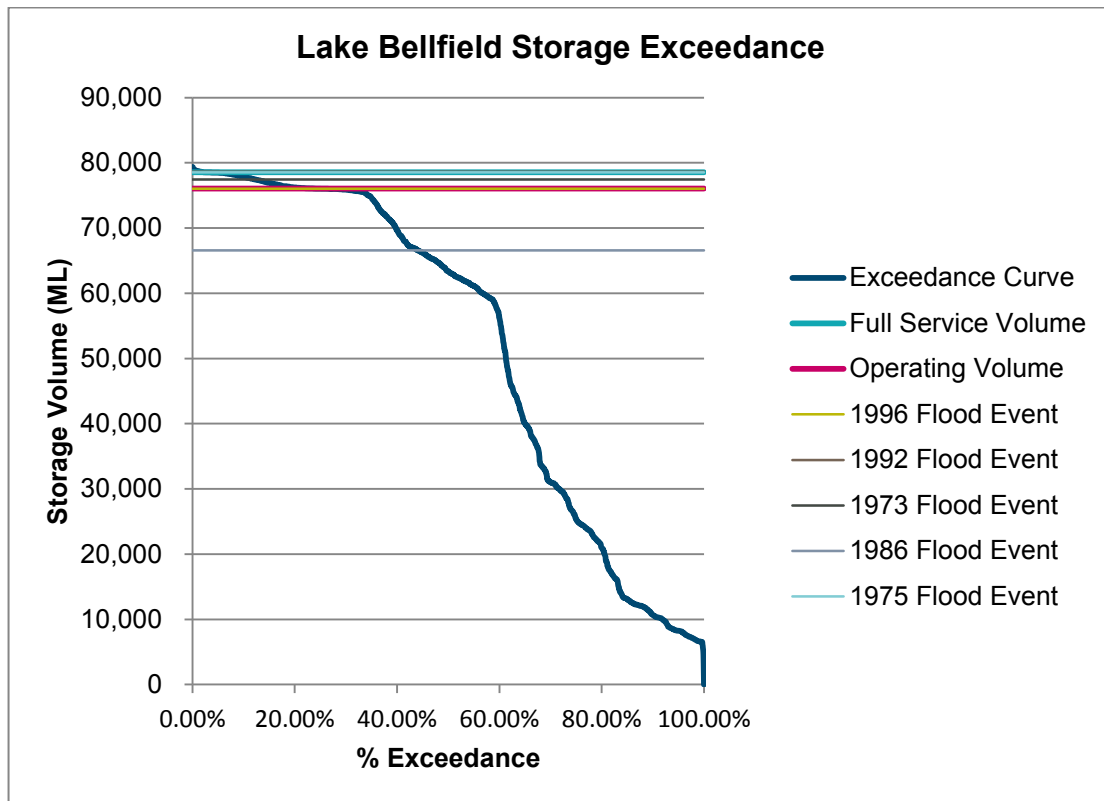 Lake Bellfield Storage Exceedance
90,000
80,000
70,000
60,000
50,000
40,000
30,000
20,000
10,000
0
Storage Volume (ML)
0.00% 20.00% 40.00% 60.00% 80.00% 100.00%
% Exceedance
Exceedance Curve
Full Service Volume
Operating Volume
1996 Flood Event
1992 Flood Event
1973 Flood Event
1986 Flood Event
1975 Flood Event